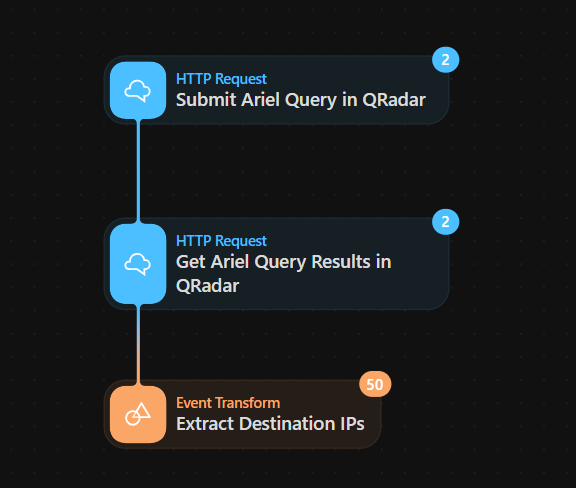 2
HTTP Request
Submit Ariel Query in QRadar
2
HTTP Request
Get Ariel Query Results in
QRadar
50
Event Transform
Extract Destination IPs